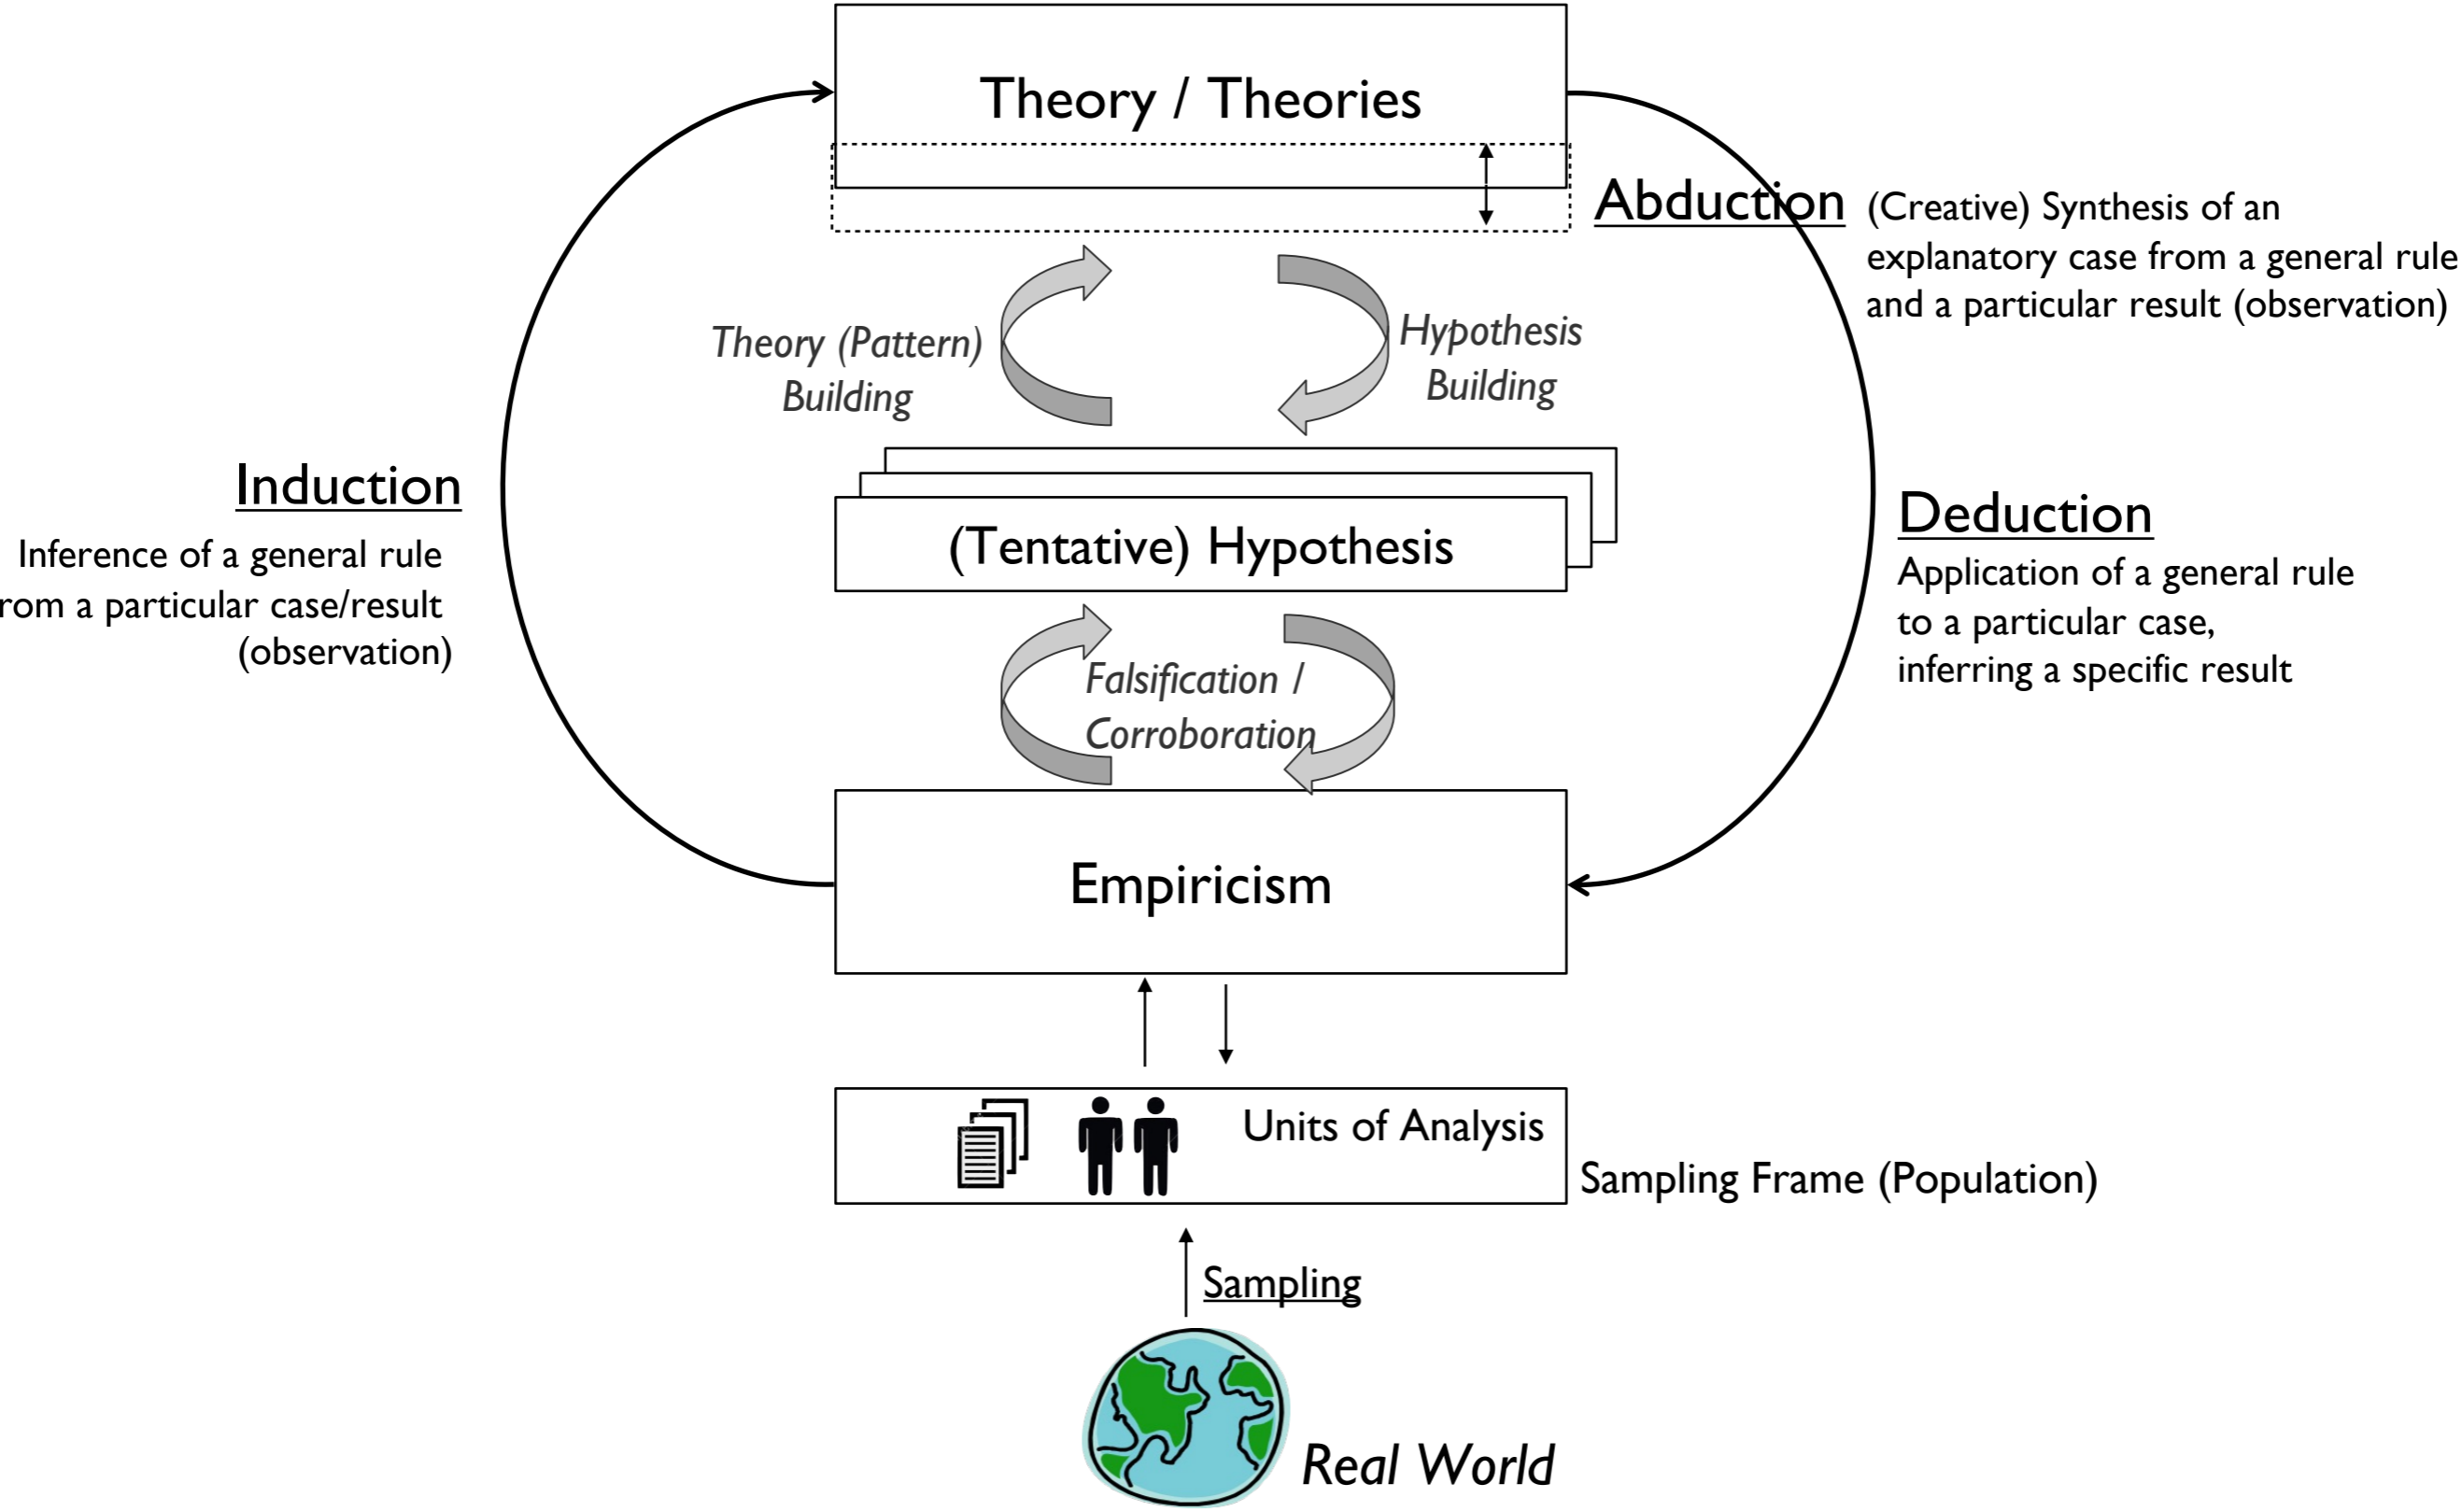 Theory / Theories
Abduction
(Creative) Synthesis of an
explanatory case from a general rule
and a particular result (observation)
Theory (Pattern)
Building
Hypothesis
Building
Induction
Inference of a general rule
rom a particular case/result
(observation)
(Tentative) Hypothesis
Deduction
Application of a general rule
to a particular case,
inferring a specific result
Falsification /
Corroboration
Empiricism
Units of Analysis
Sampling Frame (Population)
Sampling
Real World